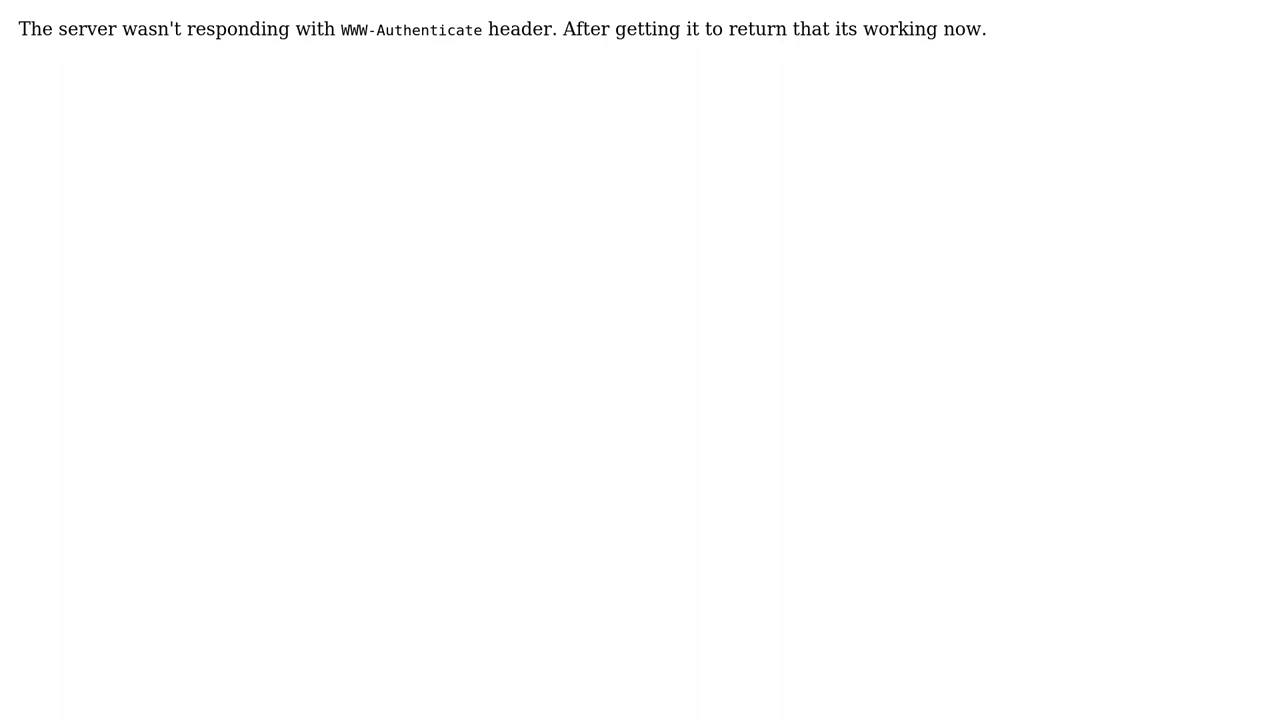 The server wasn't responding with WWW-Authenticate header. After getting it to return that its working now.